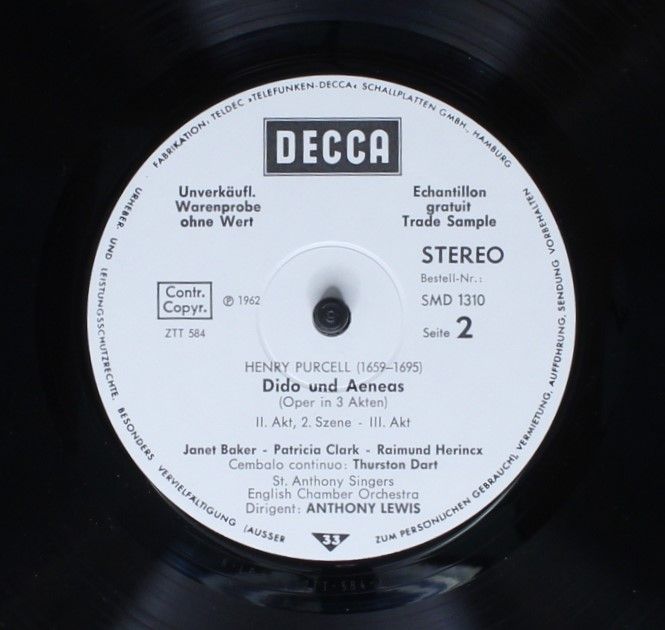 FABRIKATION: TELDEC »TELEFUNKEN-DECCA« SCHALLPLATTEN GMBH., HAMBURG
DECCA
Unverkäufl.
Warenprobe
ohne Wert
Echantillon
gratuit
Trade Sample
STEREO
Bestell-Nr.:
SMD 1310
Seite 2
Contr.
Copyr.
℗ 1962
ZTT 584
HENRY PURCELL (1659–1695)
Dido und Aeneas
(Oper in 3 Akten)
II. Akt, 2. Szene - III. Akt
Janet Baker - Patricia Clark - Raimund Herincx
Cembalo continuo: Thurston Dart
St. Anthony Singers
English Chamber Orchestra
Dirigent: ANTHONY LEWIS
33
URHEBER- UND LEISTUNGSSCHUTZRECHTE. BESONDERS VERVIELFÄLTIGUNG (AUSSER ZUM PERSÖNLICHEN GEBRAUCH), VERMIETUNG, AUFFÜHRUNG, SENDUNG VORBEHALTEN